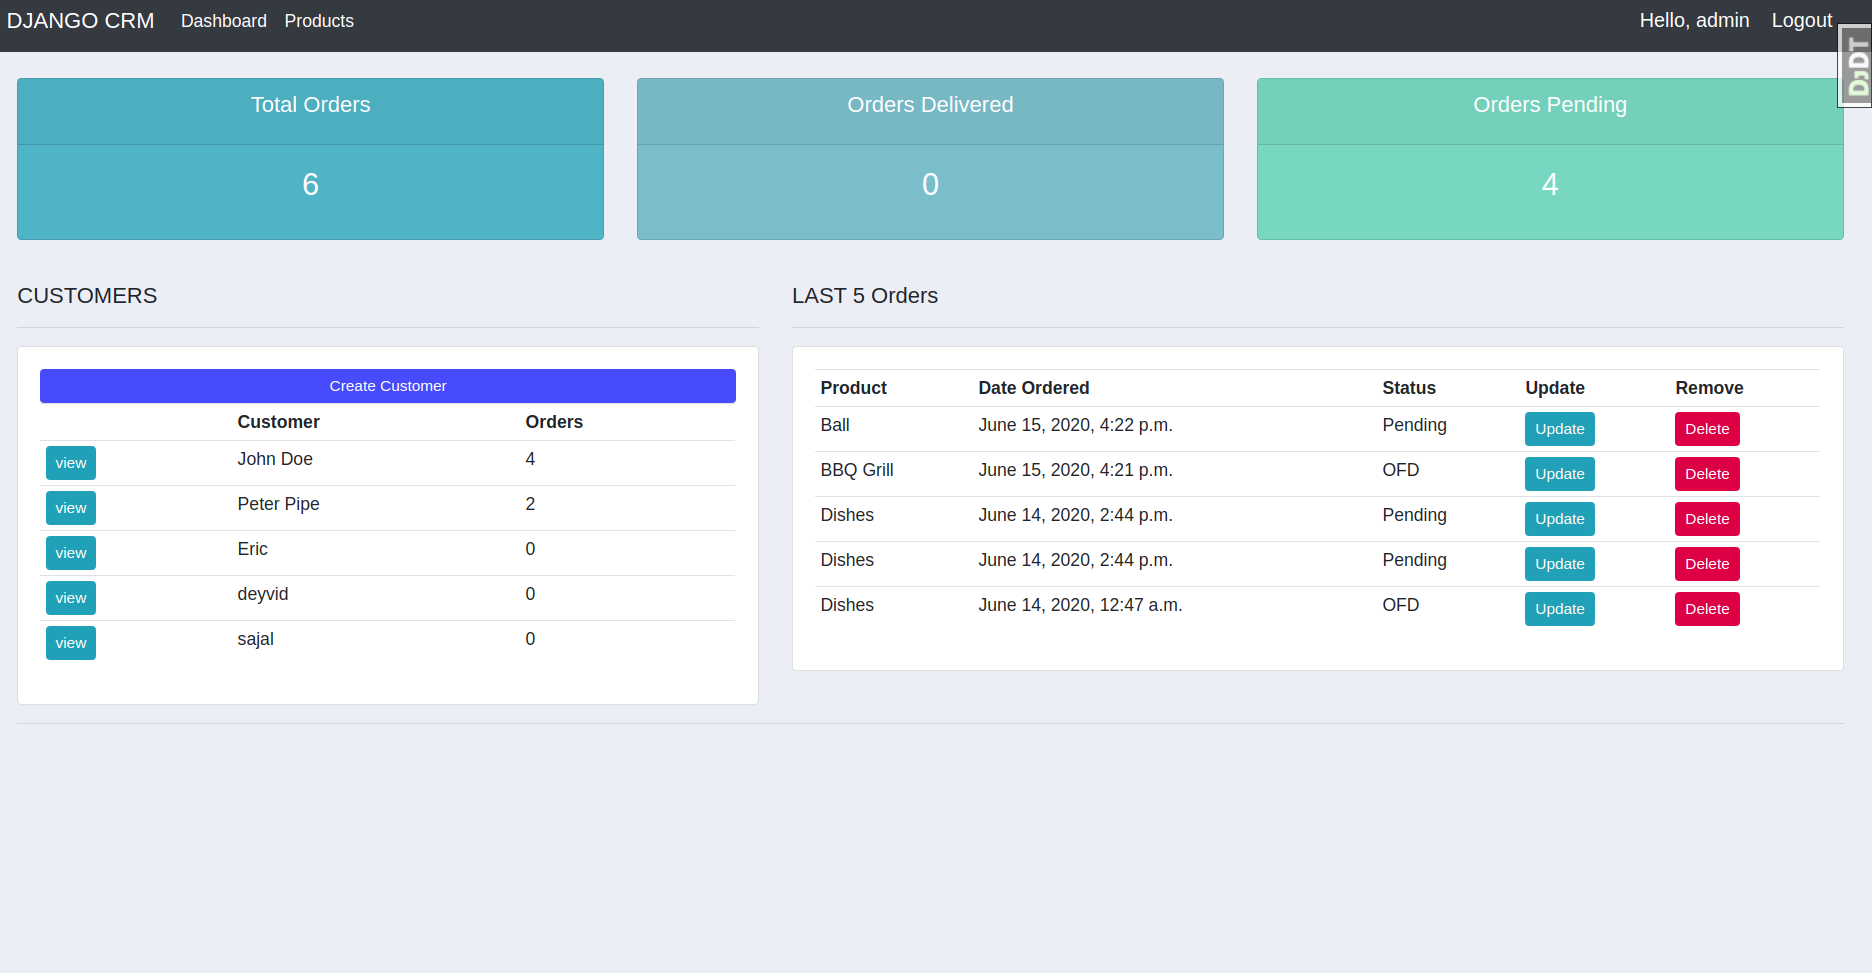 DJANGO CRM Dashboard Products Hello, admin Logout
DjDT
Total Orders Orders Delivered Orders Pending
6 0 4
CUSTOMERS
Create Customer
Customer Orders
view John Doe 4
view Peter Pipe 2
view Eric 0
view deyvid 0
view sajal 0
LAST 5 Orders
Product Date Ordered Status Update Remove
Ball June 15, 2020, 4:22 p.m. Pending Update Delete
BBQ Grill June 15, 2020, 4:21 p.m. OFD Update Delete
Dishes June 14, 2020, 2:44 p.m. Pending Update Delete
Dishes June 14, 2020, 2:44 p.m. Pending Update Delete
Dishes June 14, 2020, 12:47 a.m. OFD Update Delete